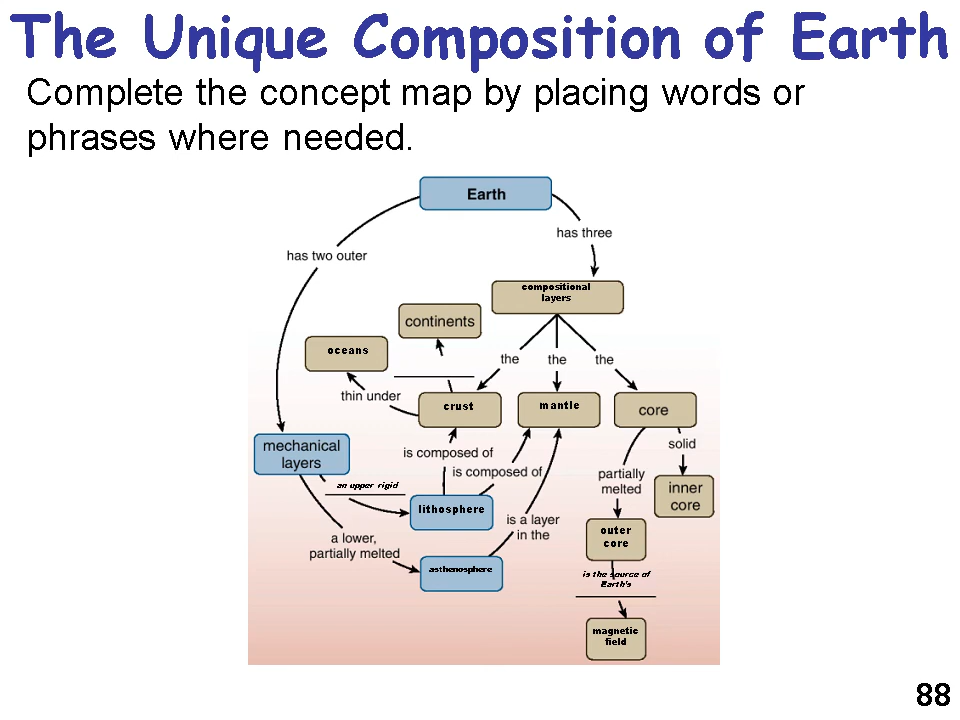 The Unique Composition of Earth
Complete the concept map by placing words or
phrases where needed.
Earth
has two outer
has three
compositional
layers
continents
oceans
the
the
the
thin under
crust
mantle
core
mechanical
layers
is composed of
is composed of
solid
partially
melted
inner
core
an upper rigid
lithosphere
is a layer
in the
outer
core
a lower,
partially melted
asthenosphere
is the source of
Earth's
magnetic
field
88